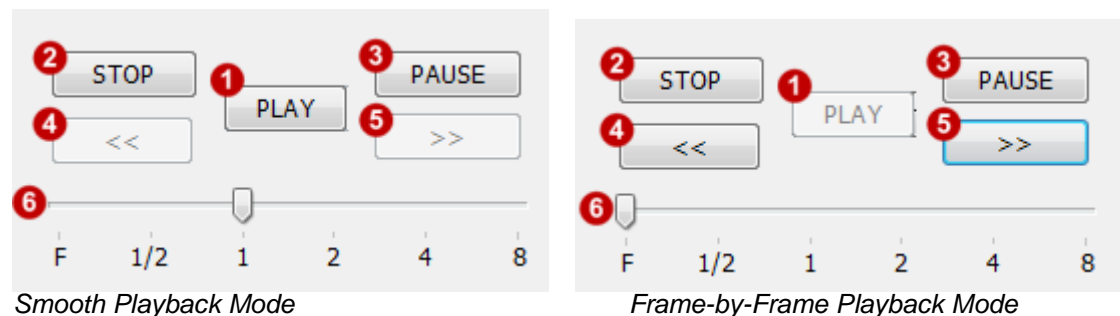 2 STOP 3 PAUSE
1 PLAY
4 << 5 >>
6
F 1/2 1 2 4 8
Smooth Playback Mode
2 STOP 3 PAUSE
1 PLAY
4 << 5 >>
6
F 1/2 1 2 4 8
Frame-by-Frame Playback Mode